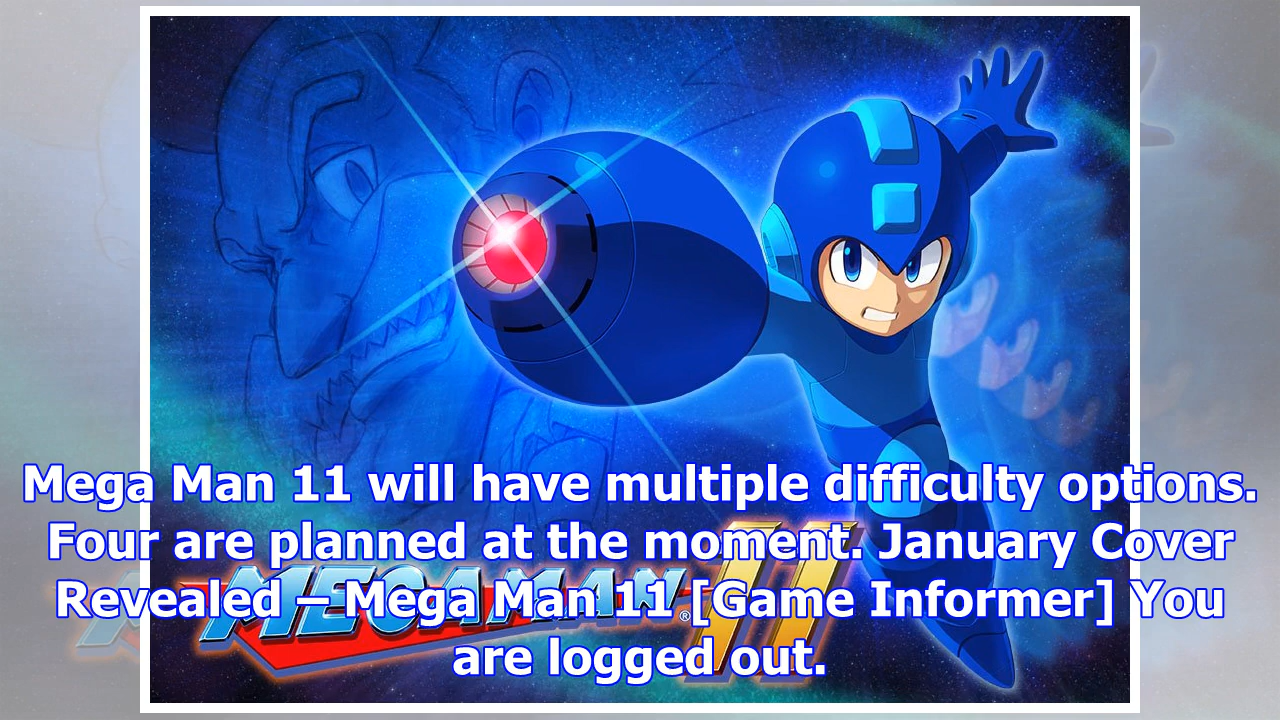 Mega Man 11 will have multiple difficulty options.
Four are planned at the moment. January Cover
Revealed – Mega Man 11 [Game Informer] You
are logged out.
MEGA MAN® 11